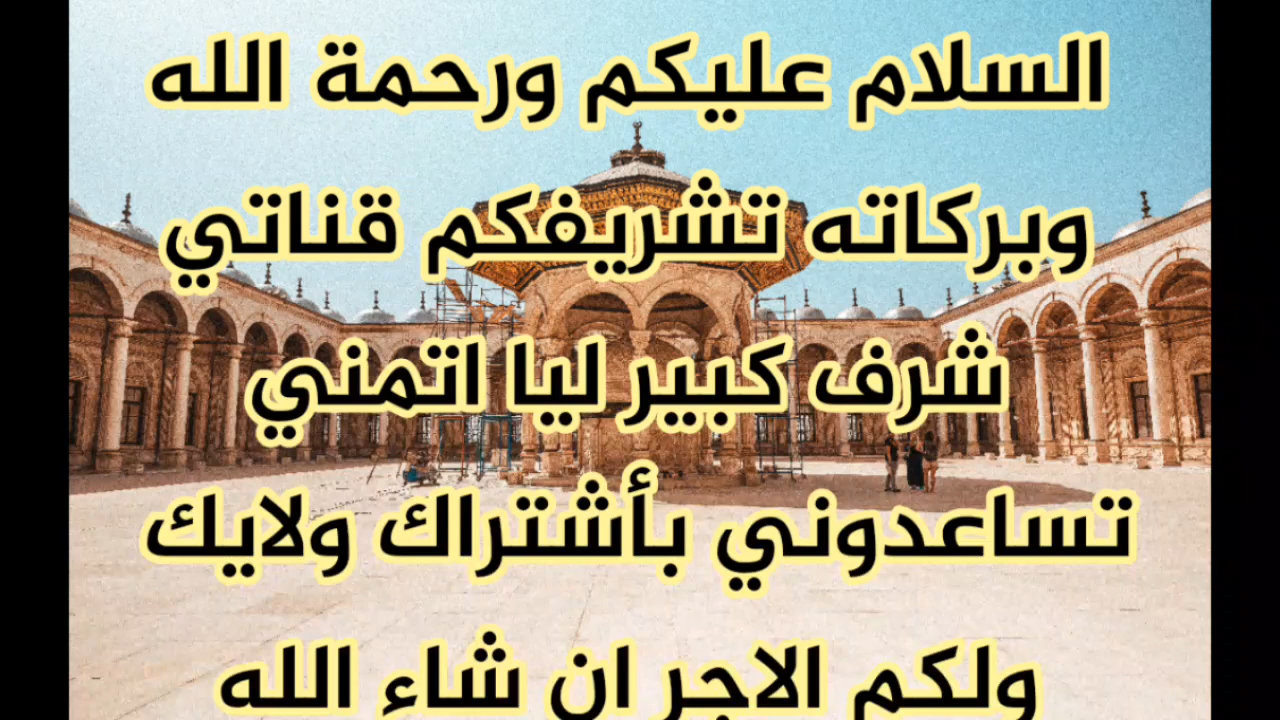 السلام عليكم ورحمة الله
وبركاته تشريفكم قناتي
شرف كبير ليا اتمني
تساعدوني بأشتراك ولايك
ولكم الاجر ان شاء الله